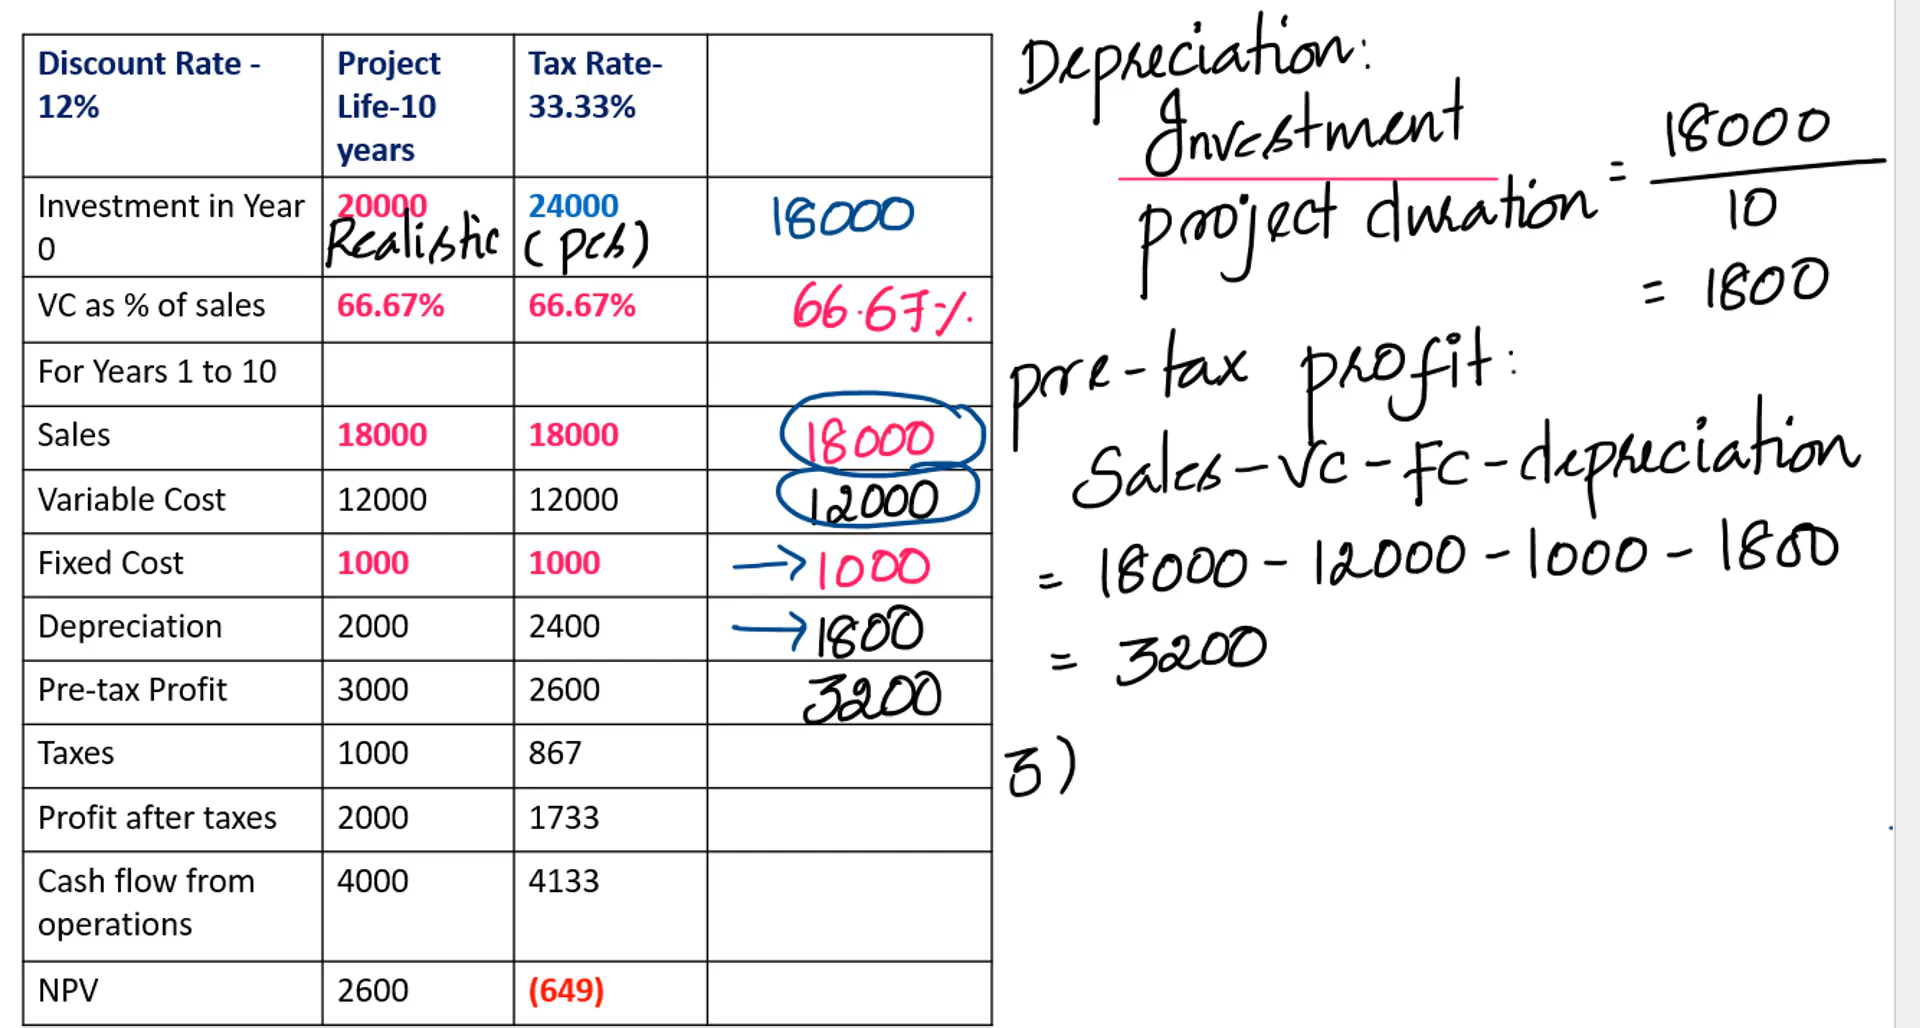 Discount Rate - 12% Project Life-10 years Tax Rate- 33.33%
Investment in Year 0 20000 Realistic 24000 (pes) 18000
VC as % of sales 66.67% 66.67% 66.67%.
For Years 1 to 10
Sales 18000 18000 18000
Variable Cost 12000 12000 12000
Fixed Cost 1000 1000 → 1000
Depreciation 2000 2400 → 1800
Pre-tax Profit 3000 2600 3200
Taxes 1000 867
Profit after taxes 2000 1733
Cash flow from operations 4000 4133
NPV 2600 (649)
Depreciation:
Investment
project duration
= 18000
10
= 1800
pre-tax profit:
Sales - VC - FC - depreciation
= 18000 - 12000 - 1000 - 1800
= 3200
3)